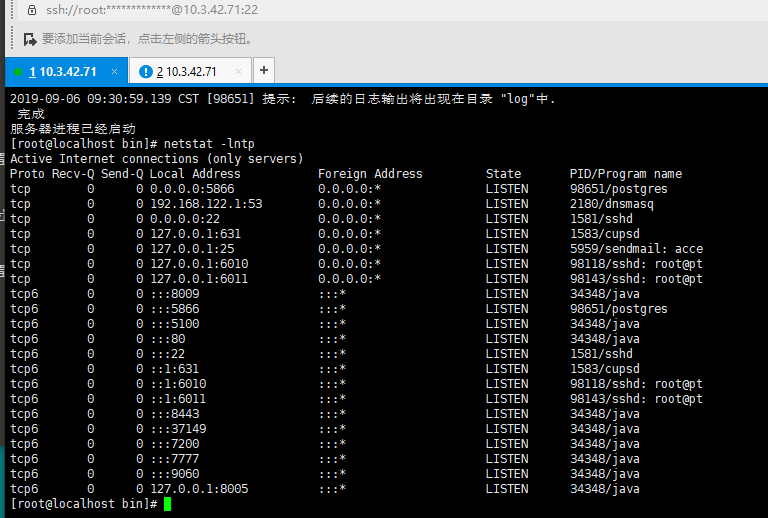 ssh://root:*************@10.3.42.71:22
要添加当前会话，点击左侧的箭头按钮。
1 10.3.42.71 × 2 10.3.42.71 × +
2019-09-06 09:30:59.139 CST [98651] 提示:  后续的日志输出将出现在目录 "log"中.
完成
服务器进程已经启动
[root@localhost bin]# netstat -lntp
Active Internet connections (only servers)
Proto Recv-Q Send-Q Local Address Foreign Address State PID/Program name
tcp 0 0 0.0.0.0:5866 0.0.0.0:* LISTEN 98651/postgres
tcp 0 0 192.168.122.1:53 0.0.0.0:* LISTEN 2180/dnsmasq
tcp 0 0 0.0.0.0:22 0.0.0.0:* LISTEN 1581/sshd
tcp 0 0 127.0.0.1:631 0.0.0.0:* LISTEN 1583/cupsd
tcp 0 0 127.0.0.1:25 0.0.0.0:* LISTEN 5959/sendmail: acce
tcp 0 0 127.0.0.1:6010 0.0.0.0:* LISTEN 98118/sshd: root@pt
tcp 0 0 127.0.0.1:6011 0.0.0.0:* LISTEN 98143/sshd: root@pt
tcp6 0 0 :::8009 :::* LISTEN 34348/java
tcp6 0 0 :::5866 :::* LISTEN 98651/postgres
tcp6 0 0 :::5100 :::* LISTEN 34348/java
tcp6 0 0 :::80 :::* LISTEN 34348/java
tcp6 0 0 :::22 :::* LISTEN 1581/sshd
tcp6 0 0 ::1:631 :::* LISTEN 1583/cupsd
tcp6 0 0 ::1:6010 :::* LISTEN 98118/sshd: root@pt
tcp6 0 0 ::1:6011 :::* LISTEN 98143/sshd: root@pt
tcp6 0 0 :::8443 :::* LISTEN 34348/java
tcp6 0 0 :::37149 :::* LISTEN 34348/java
tcp6 0 0 :::7200 :::* LISTEN 34348/java
tcp6 0 0 :::7777 :::* LISTEN 34348/java
tcp6 0 0 :::9060 :::* LISTEN 34348/java
tcp6 0 0 127.0.0.1:8005 :::* LISTEN 34348/java
[root@localhost bin]#